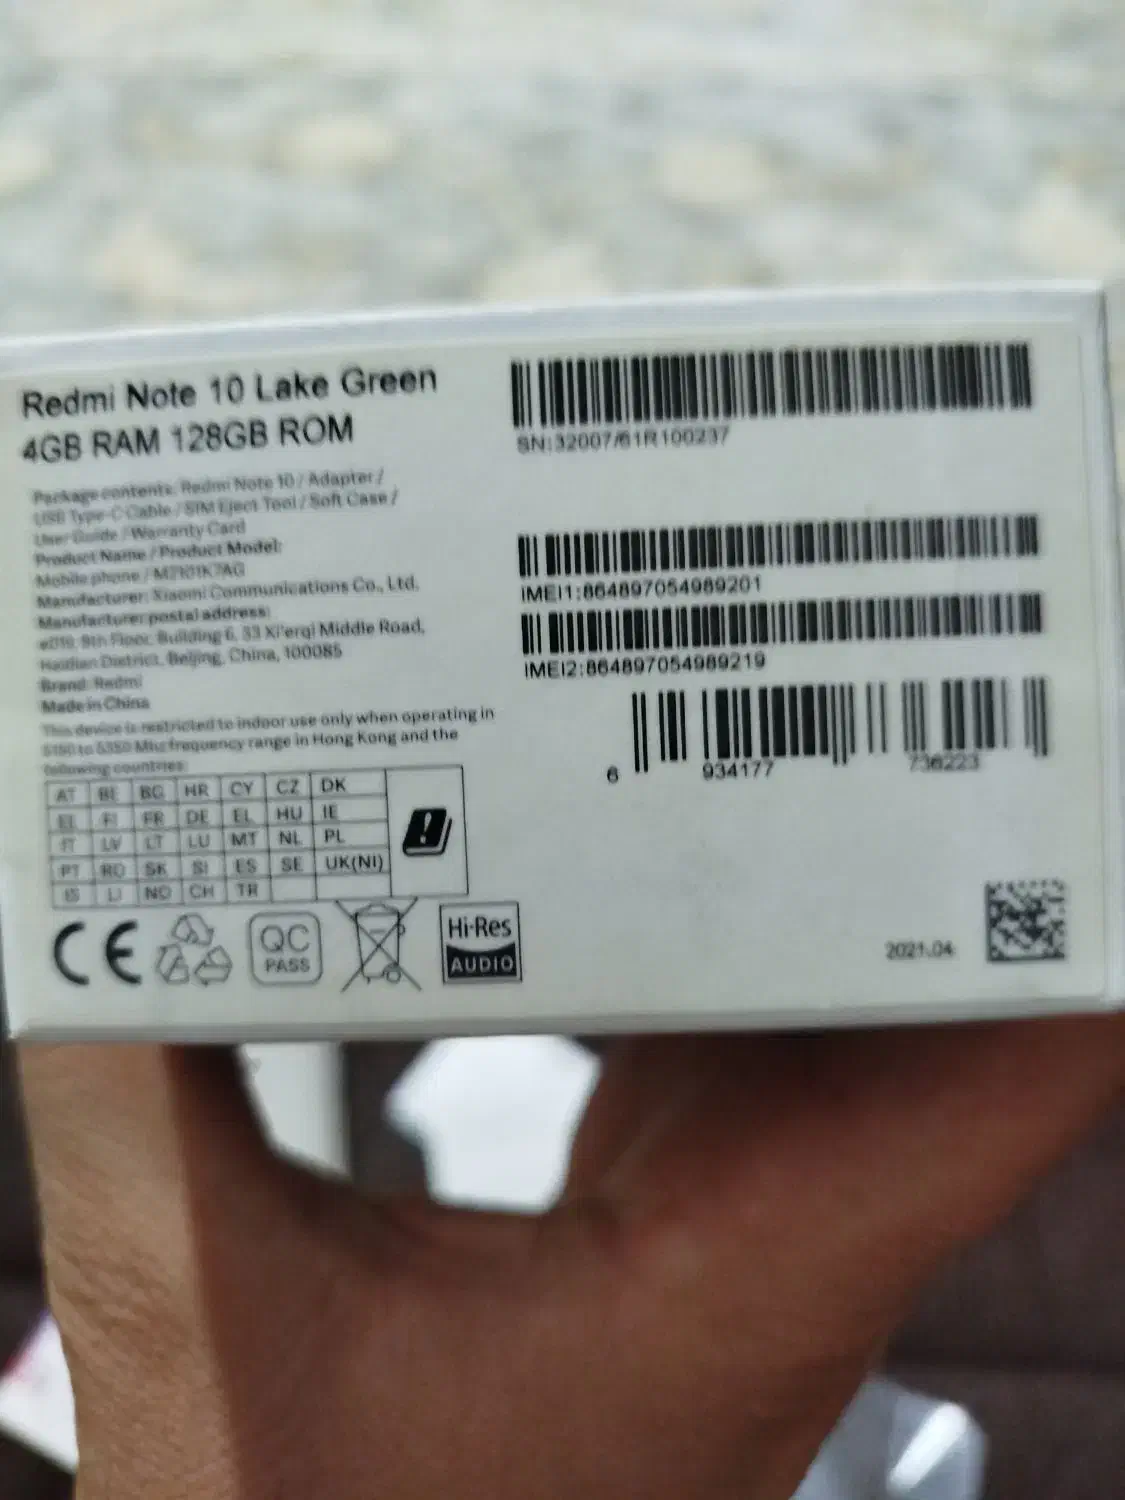 Redmi Note 10 Lake Green
4GB RAM 128GB ROM
Package contents: Redmi Note 10 / Adapter /
USB Type-C Cable / SIM Eject Tool / Soft Case /
User Guide / Warranty Card
Product Name / Product Model:
Mobile phone / M2101K7AG
Manufacturer: Xiaomi Communications Co., Ltd.
Manufacturer postal address:
#019, 9th Floor, Building 6, 33 Xi'erqi Middle Road,
Haidian District, Beijing, China, 100085
Brand: Redmi
Made in China
This device is restricted to indoor use only when operating in
5150 to 5350 Mhz frequency range in Hong Kong and the
following countries:
AT BE BG HR CY CZ DK
FI FR DE EL HU IE
IT LV LT LU MT NL PL
PT RO SK SI ES SE UK(NI)
IS LI NO CH TR
CE
QC
PASS
Hi-Res
AUDIO
SN:32007/61R100237
IMEI1:864897054989201
IMEI2:864897054989219
6 934177 736223
2021.04